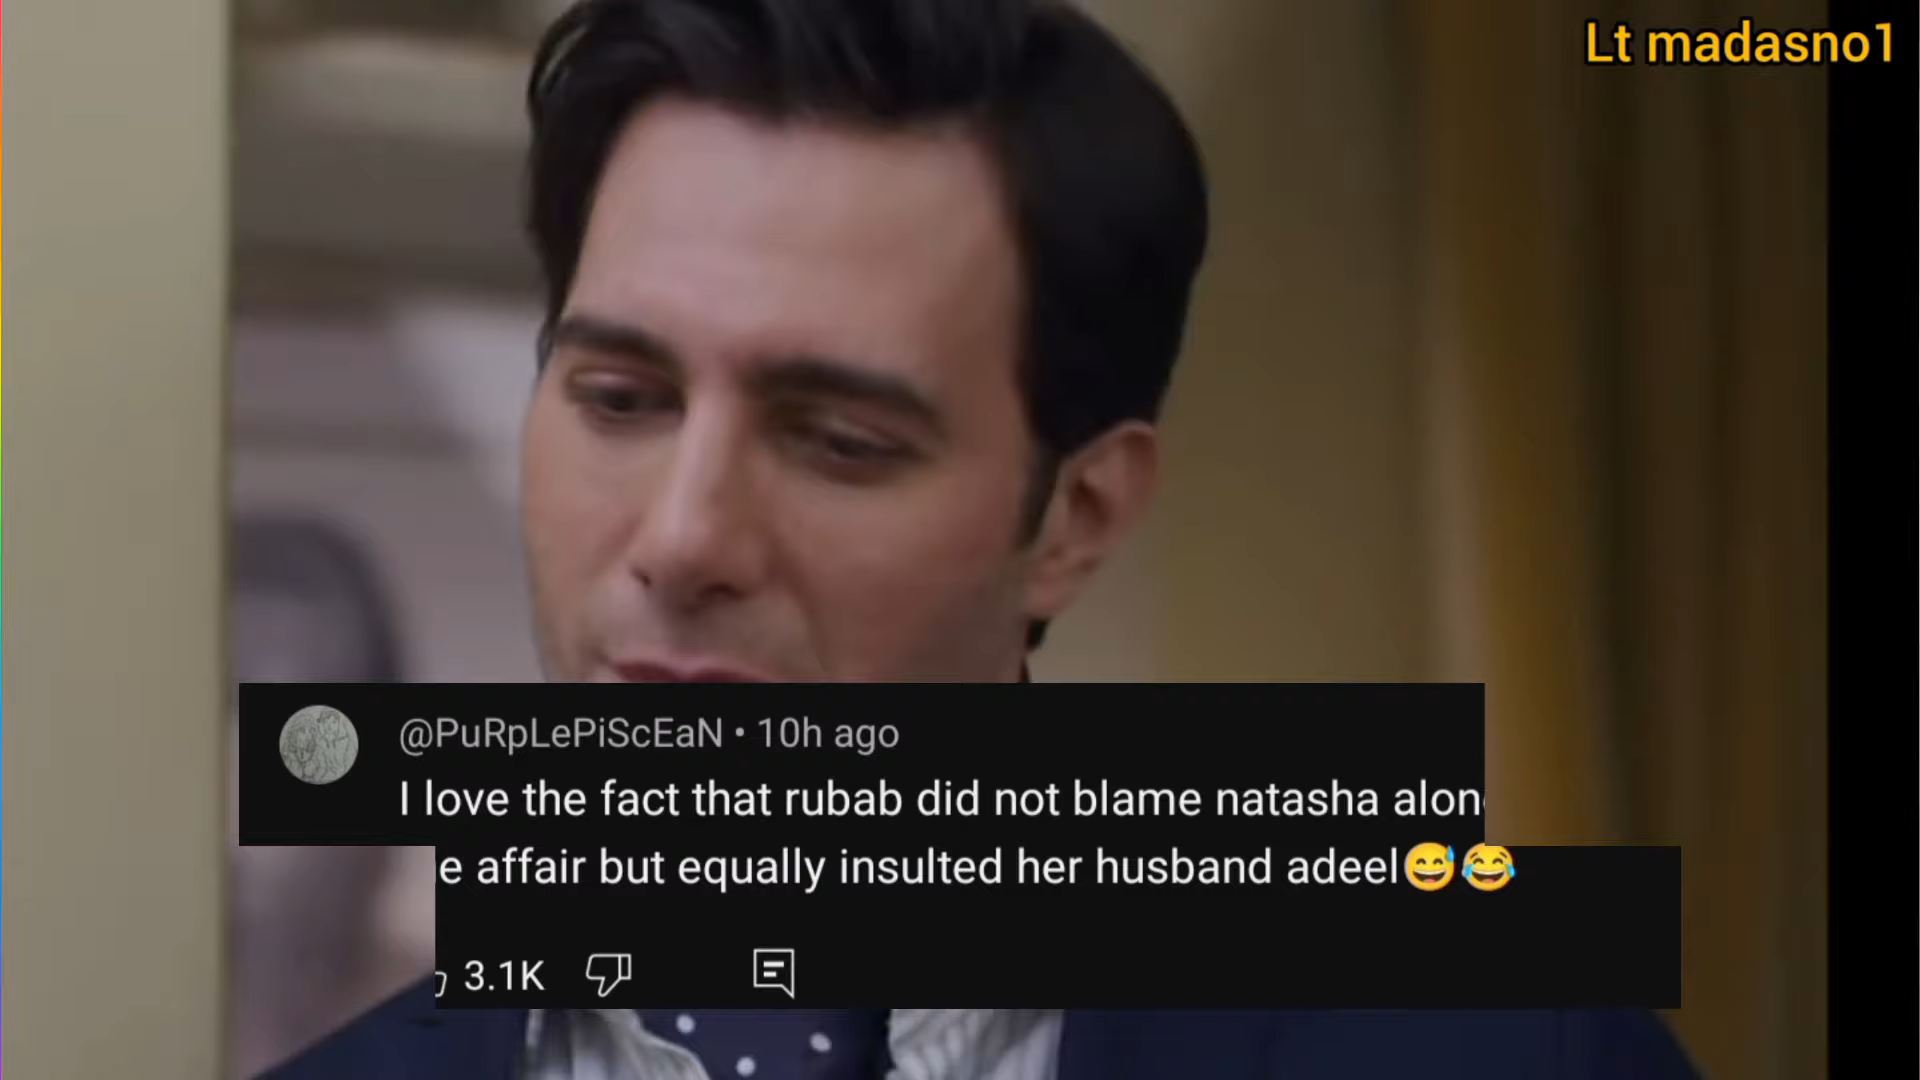 Lt madasno1
@PuRpLePiScEaN • 10h ago
I love the fact that rubab did not blame natasha
affair but equally insulted her husband adeel😅😂
3.1K